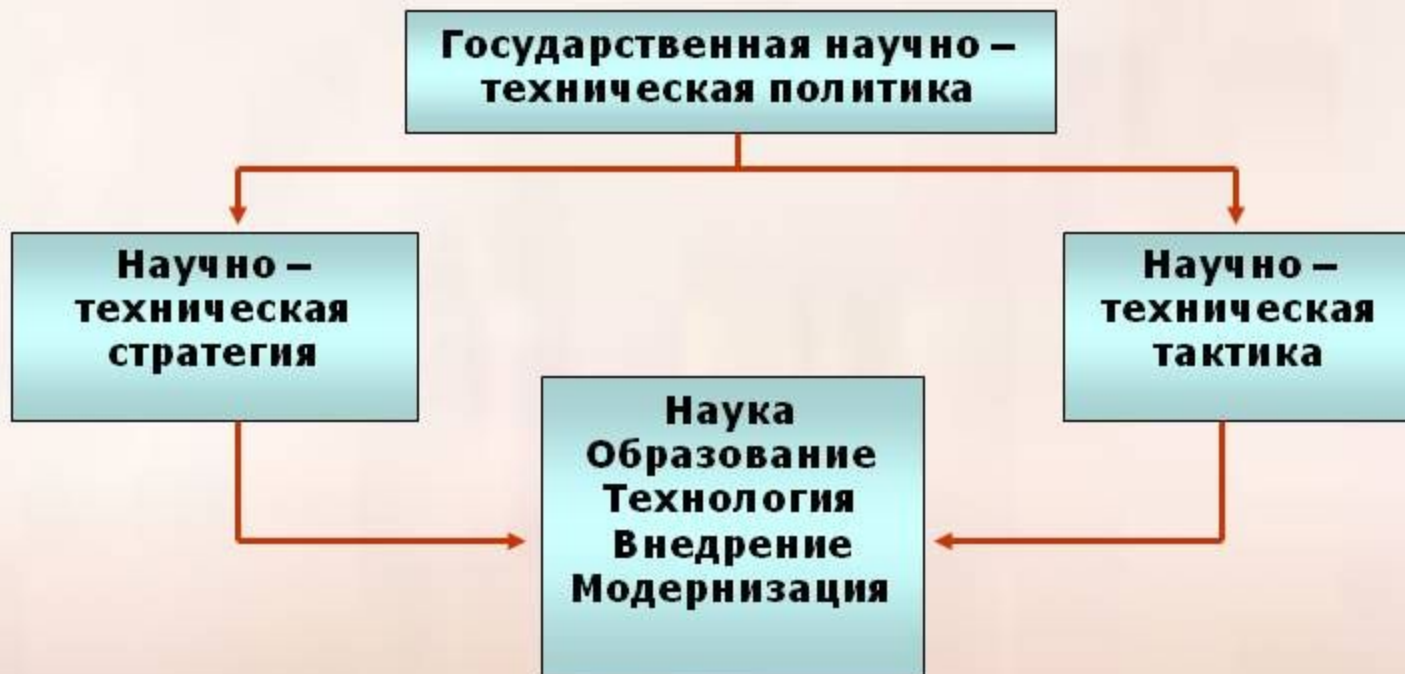 Государственная научно –
техническая политика
Научно –
техническая
стратегия
Научно –
техническая
тактика
Наука
Образование
Технология
Внедрение
Модернизация